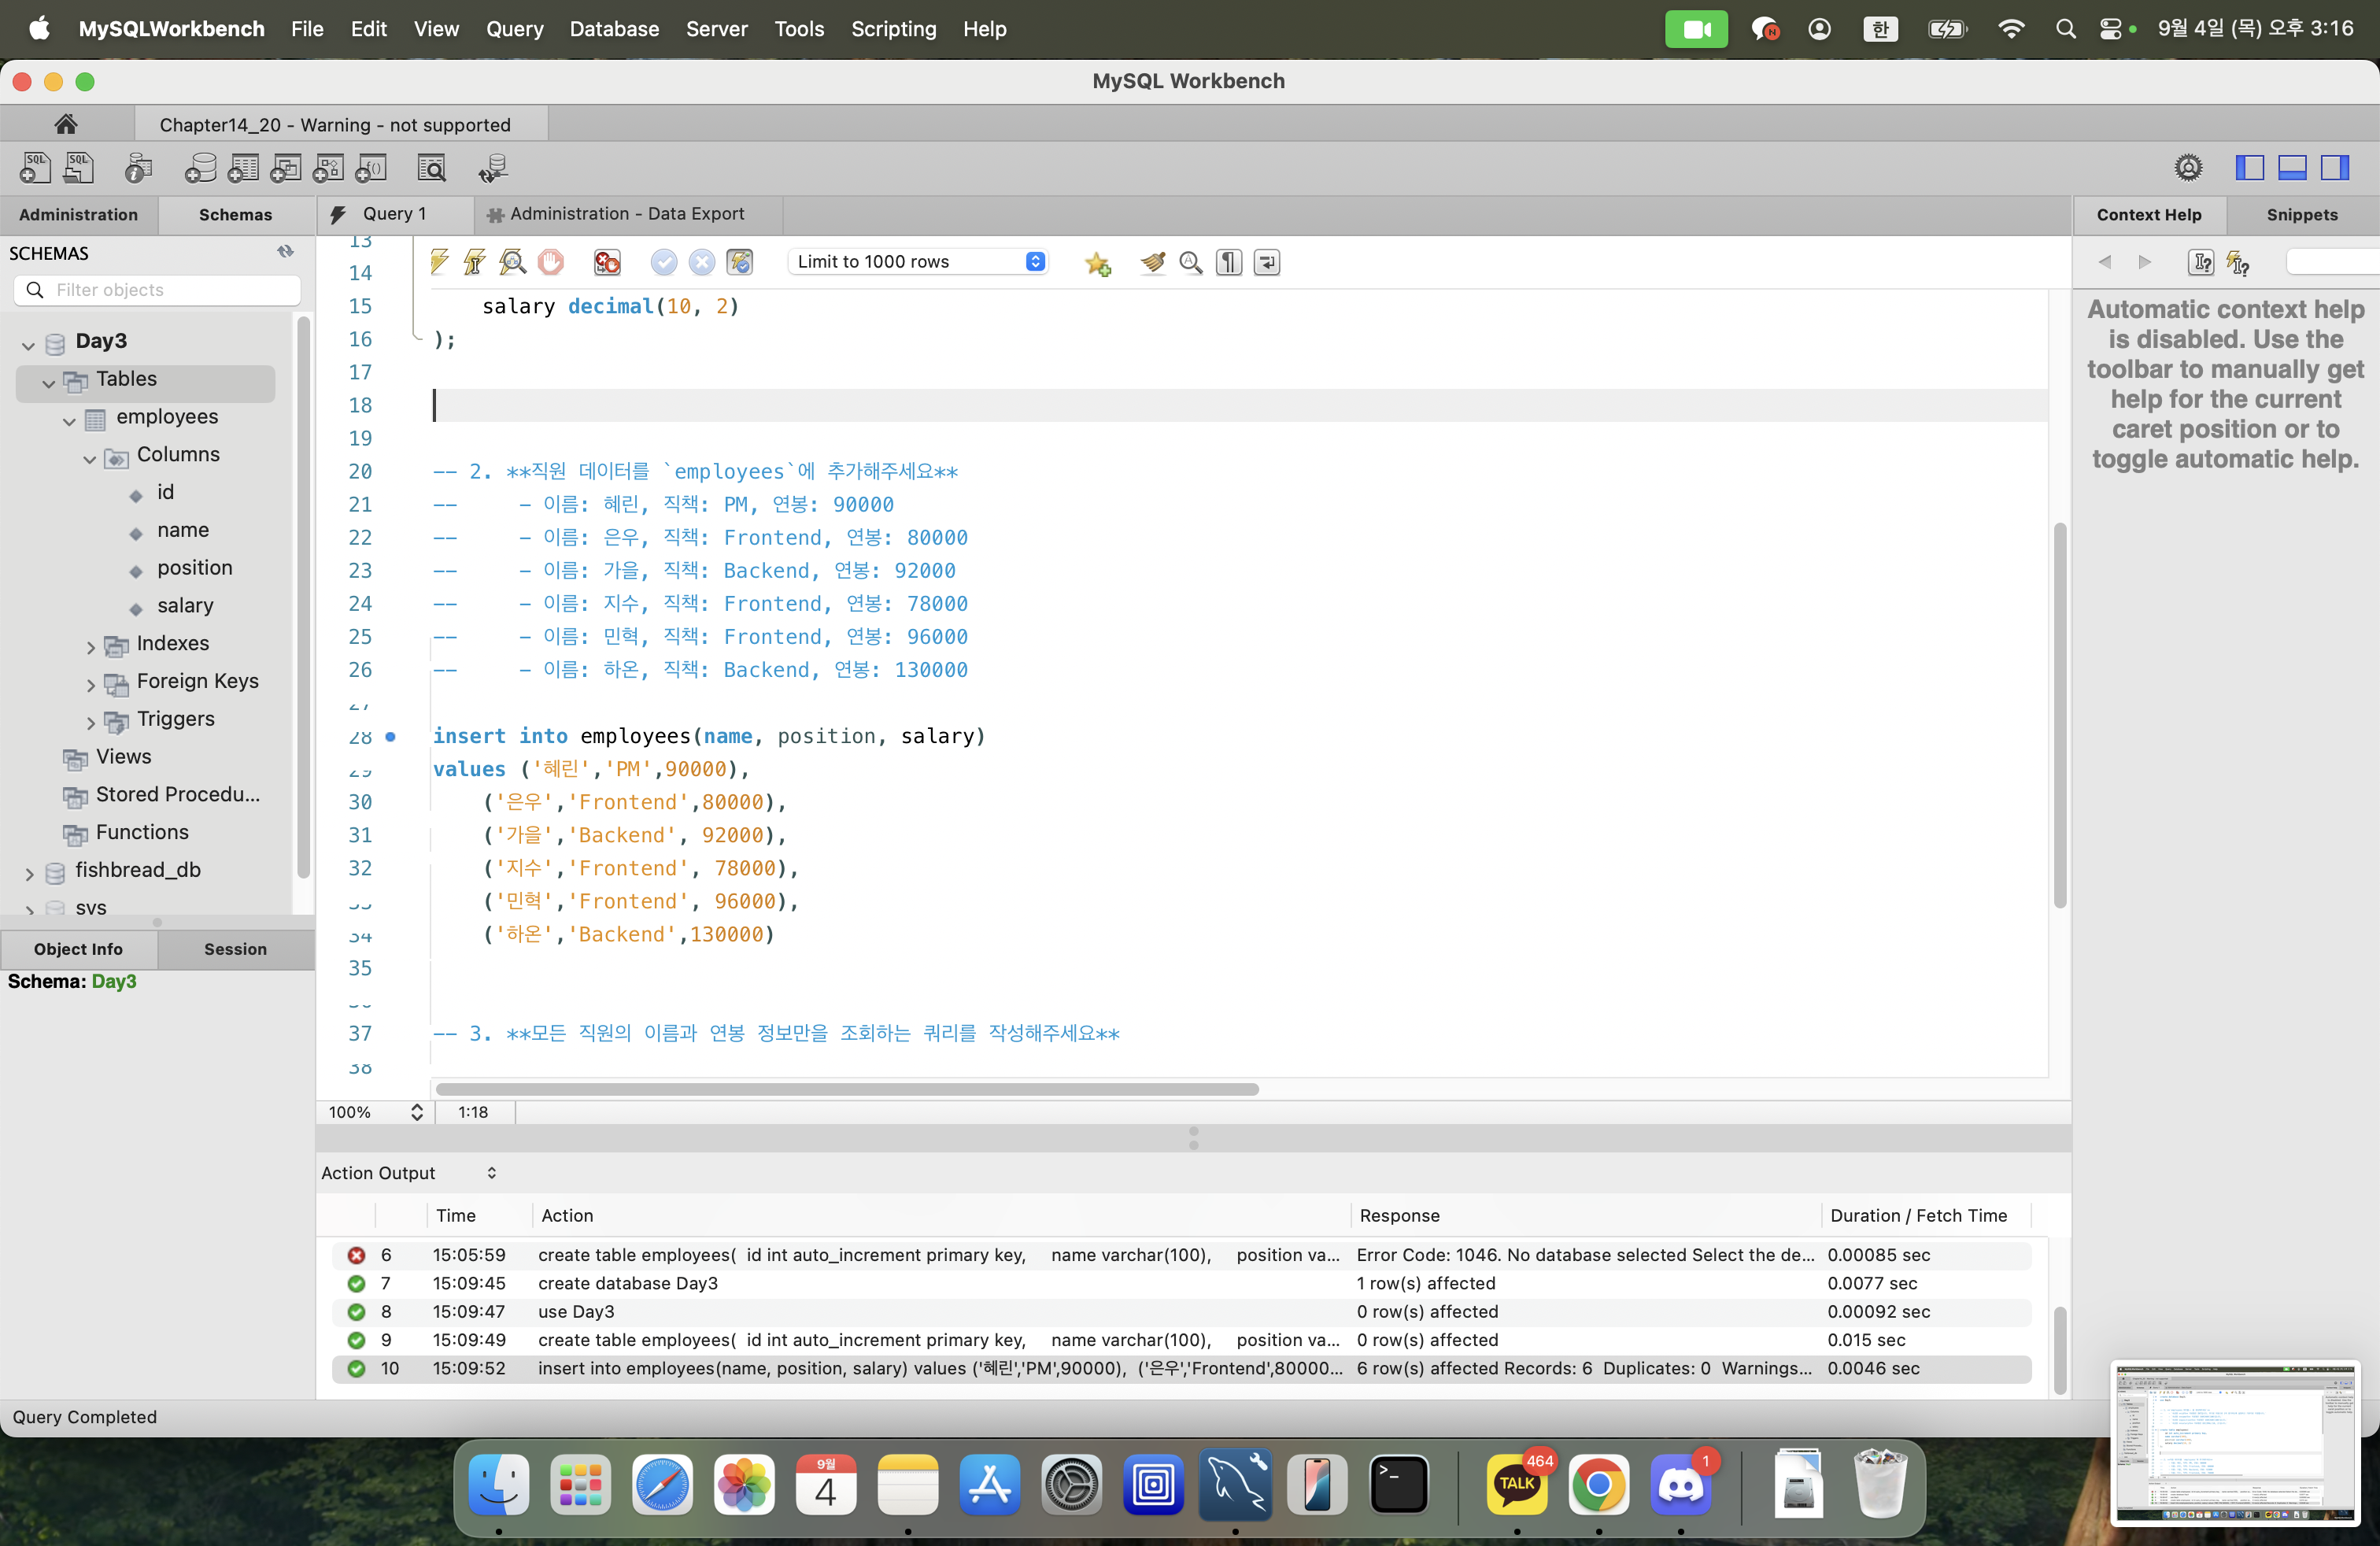 MySQLWorkbench File Edit View Query Database Server Tools Scripting Help 한 9월 4일 (목) 오후 3:16
MySQL Workbench
Chapter14_20 - Warning - not supported
Administration Schemas Query 1 Administration - Data Export Context Help Snippets
SCHEMAS
Filter objects
Day3
Tables
employees
Columns
id
name
position
salary
Indexes
Foreign Keys
Triggers
Views
Stored Procedu...
Functions
fishbread_db
sys
Object Info Session
Schema: Day3
Limit to 1000 rows
13
14
15 salary decimal(10, 2)
16 );
17
18
19
20 -- 2. **직원 데이터를 `employees`에 추가해주세요**
21 -- - 이름: 혜린, 직책: PM, 연봉: 90000
22 -- - 이름: 은우, 직책: Frontend, 연봉: 80000
23 -- - 이름: 가을, 직책: Backend, 연봉: 92000
24 -- - 이름: 지수, 직책: Frontend, 연봉: 78000
25 -- - 이름: 민혁, 직책: Frontend, 연봉: 96000
26 -- - 이름: 하온, 직책: Backend, 연봉: 130000
27
28 insert into employees(name, position, salary)
29 values ('혜린','PM',90000),
30 ('은우','Frontend',80000),
31 ('가을','Backend', 92000),
32 ('지수','Frontend', 78000),
33 ('민혁','Frontend', 96000),
34 ('하온','Backend',130000)
35
36
37 -- 3. **모든 직원의 이름과 연봉 정보만을 조회하는 쿼리를 작성해주세요**
38
100% 1:18
Automatic context help
is disabled. Use the
toolbar to manually get
help for the current
caret position or to
toggle automatic help.
Action Output
Time Action Response Duration / Fetch Time
6 15:05:59 create table employees( id int auto_increment primary key, name varchar(100), position va... Error Code: 1046. No database selected Select the de... 0.00085 sec
7 15:09:45 create database Day3 1 row(s) affected 0.0077 sec
8 15:09:47 use Day3 0 row(s) affected 0.00092 sec
9 15:09:49 create table employees( id int auto_increment primary key, name varchar(100), position va... 0 row(s) affected 0.015 sec
10 15:09:52 insert into employees(name, position, salary) values ('혜린','PM',90000), ('은우','Frontend',80000... 6 row(s) affected Records: 6 Duplicates: 0 Warnings... 0.0046 sec
Query Completed
9월
4
TALK
464
1